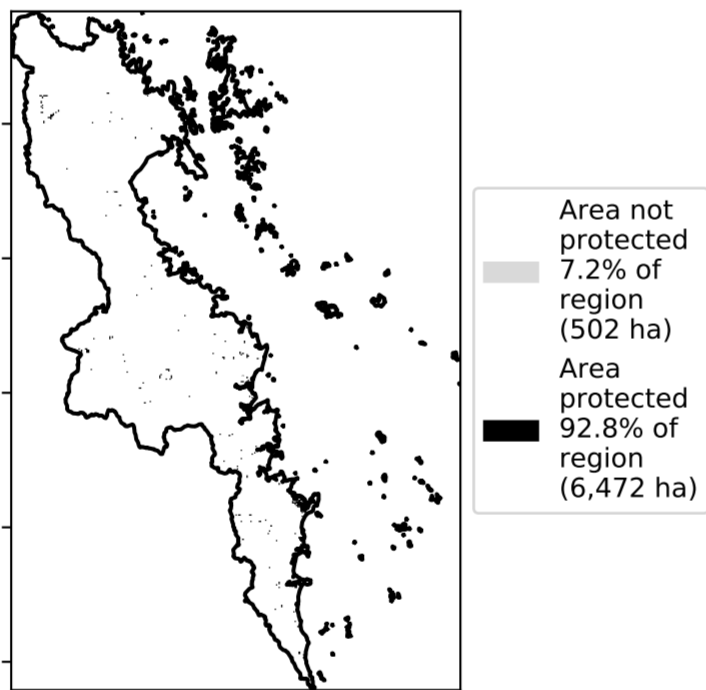 Area not
protected
7.2% of
region
(502 ha)
Area
protected
92.8% of
region
(6,472 ha)